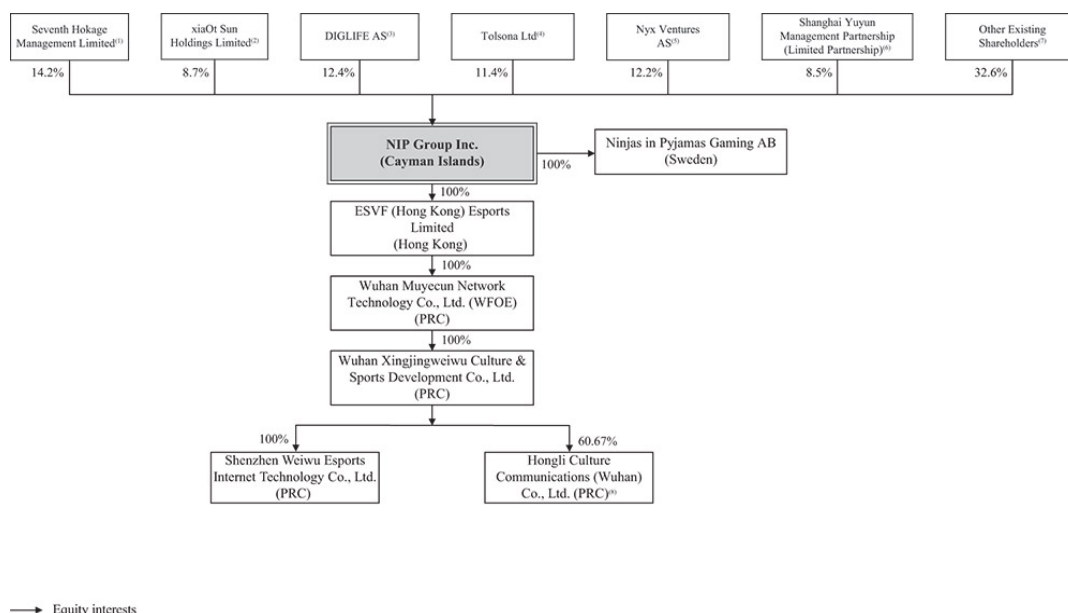 Seventh Hokage
Management Limited(1)
xiaOt Sun
Holdings Limited(2)
DIGLIFE AS(3)
Tolsona Ltd(4)
Nyx Ventures
AS(5)
Shanghai Yuyun
Management Partnership
(Limited Partnership)(6)
Other Existing
Shareholders(7)
14.2%
8.7%
12.4%
11.4%
12.2%
8.5%
32.6%
NIP Group Inc.
(Cayman Islands)
100%
Ninjas in Pyjamas Gaming AB
(Sweden)
100%
ESVF (Hong Kong) Esports
Limited
(Hong Kong)
100%
Wuhan Muyecun Network
Technology Co., Ltd. (WFOE)
(PRC)
100%
Wuhan Xingjingweiwu Culture &
Sports Development Co., Ltd.
(PRC)
100%
60.67%
Shenzhen Weiwu Esports
Internet Technology Co., Ltd.
(PRC)
Hongli Culture
Communications (Wuhan)
Co., Ltd. (PRC)(8)
Equity interests